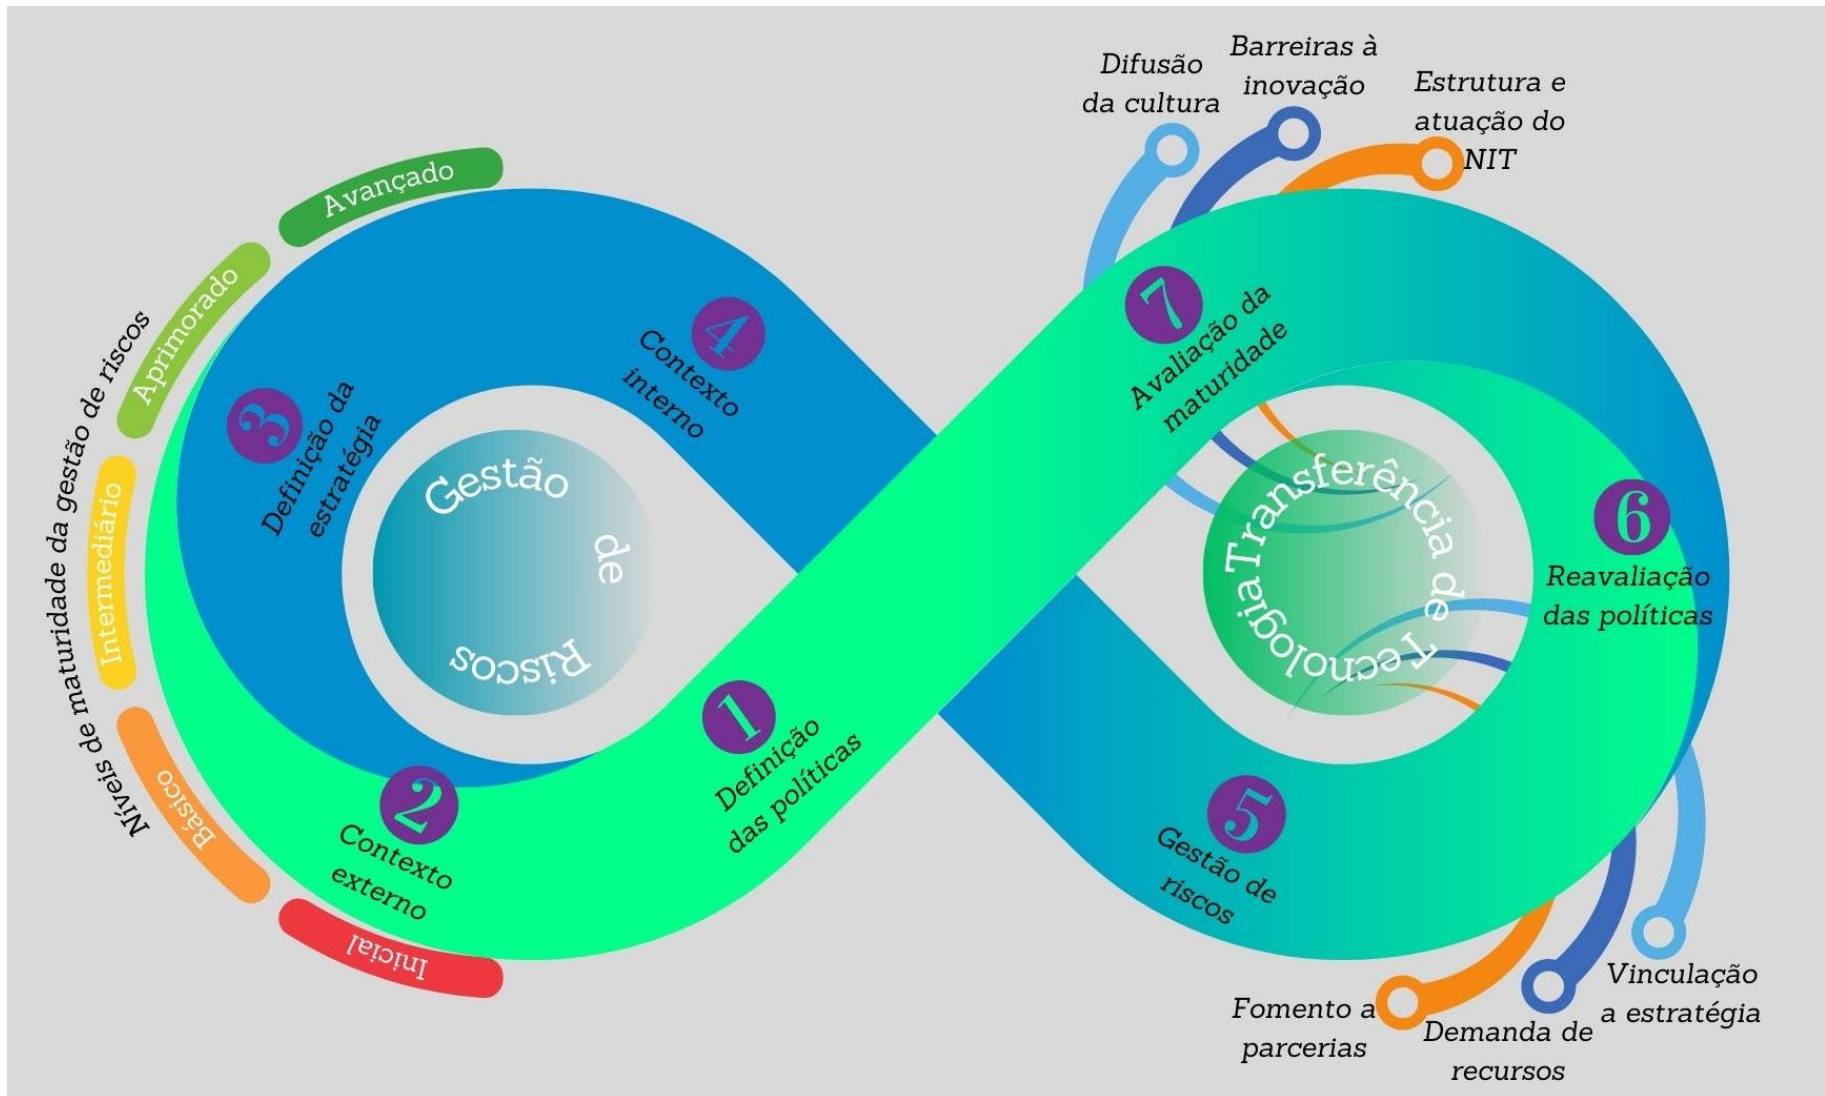 Difusão
da cultura
Barreiras à
inovação
Estrutura e
atuação do
NIT
Níveis de maturidade da gestão de riscos
Avançado
Aprimorado
Intermediário
Básico
Inicial
Gestão
de
Riscos
Transferência de Tecnologia
1
Definição
das políticas
2
Contexto
externo
3
Definição da
estratégia
4
Contexto
interno
5
Gestão de
riscos
6
Reavaliação
das políticas
7
Avaliação da
maturidade
Fomento a
parcerias
Demanda de
recursos
Vinculação
a estratégia